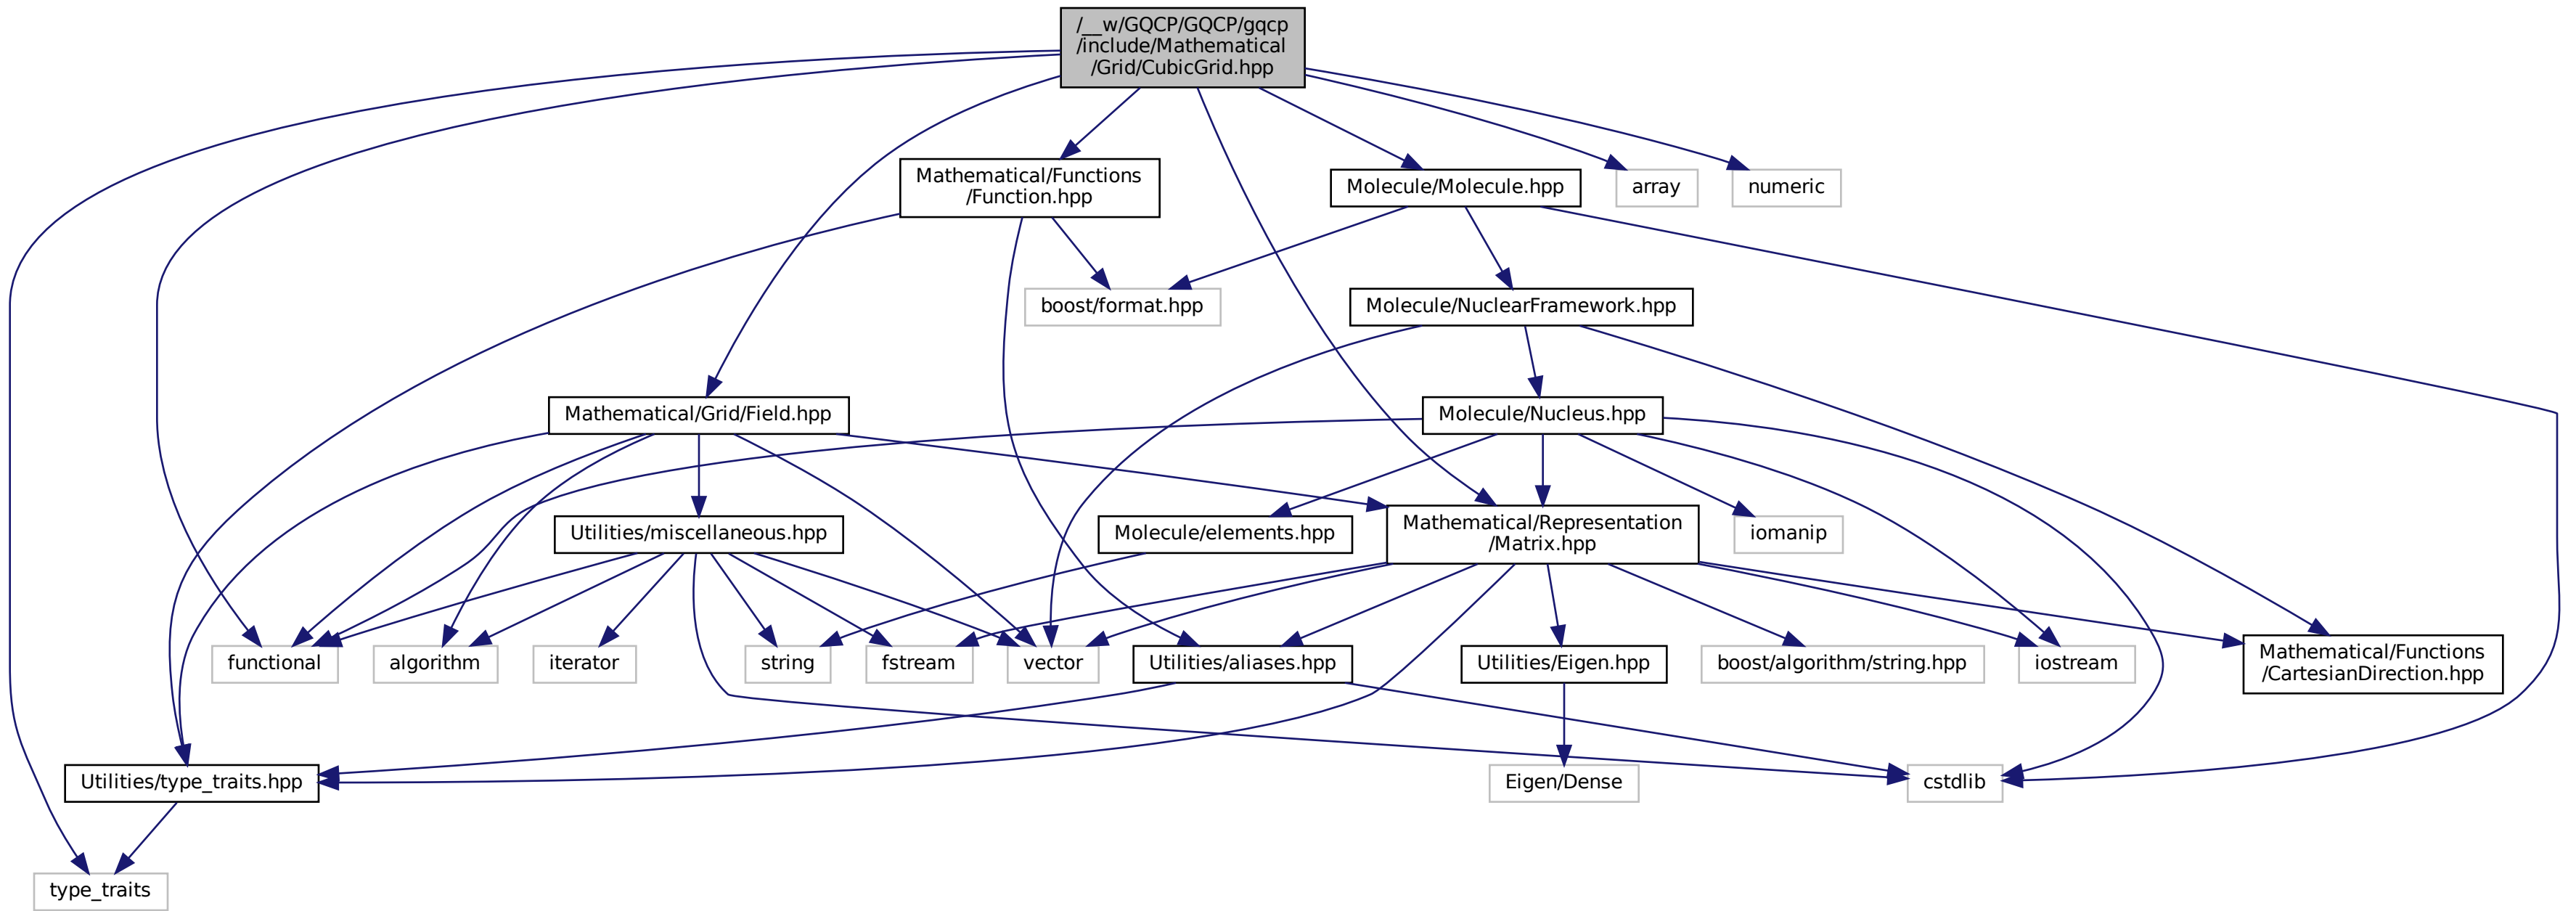 /__w/GQCP/GQCP/gqcp
/include/Mathematical
/Grid/CubicGrid.hpp
Mathematical/Functions
/Function.hpp
Molecule/Molecule.hpp
array
numeric
boost/format.hpp
Molecule/NuclearFramework.hpp
Mathematical/Grid/Field.hpp
Molecule/Nucleus.hpp
Utilities/miscellaneous.hpp
Molecule/elements.hpp
Mathematical/Representation
/Matrix.hpp
iomanip
functional
algorithm
iterator
string
fstream
vector
Utilities/aliases.hpp
Utilities/Eigen.hpp
boost/algorithm/string.hpp
iostream
Mathematical/Functions
/CartesianDirection.hpp
Utilities/type_traits.hpp
Eigen/Dense
cstdlib
type_traits